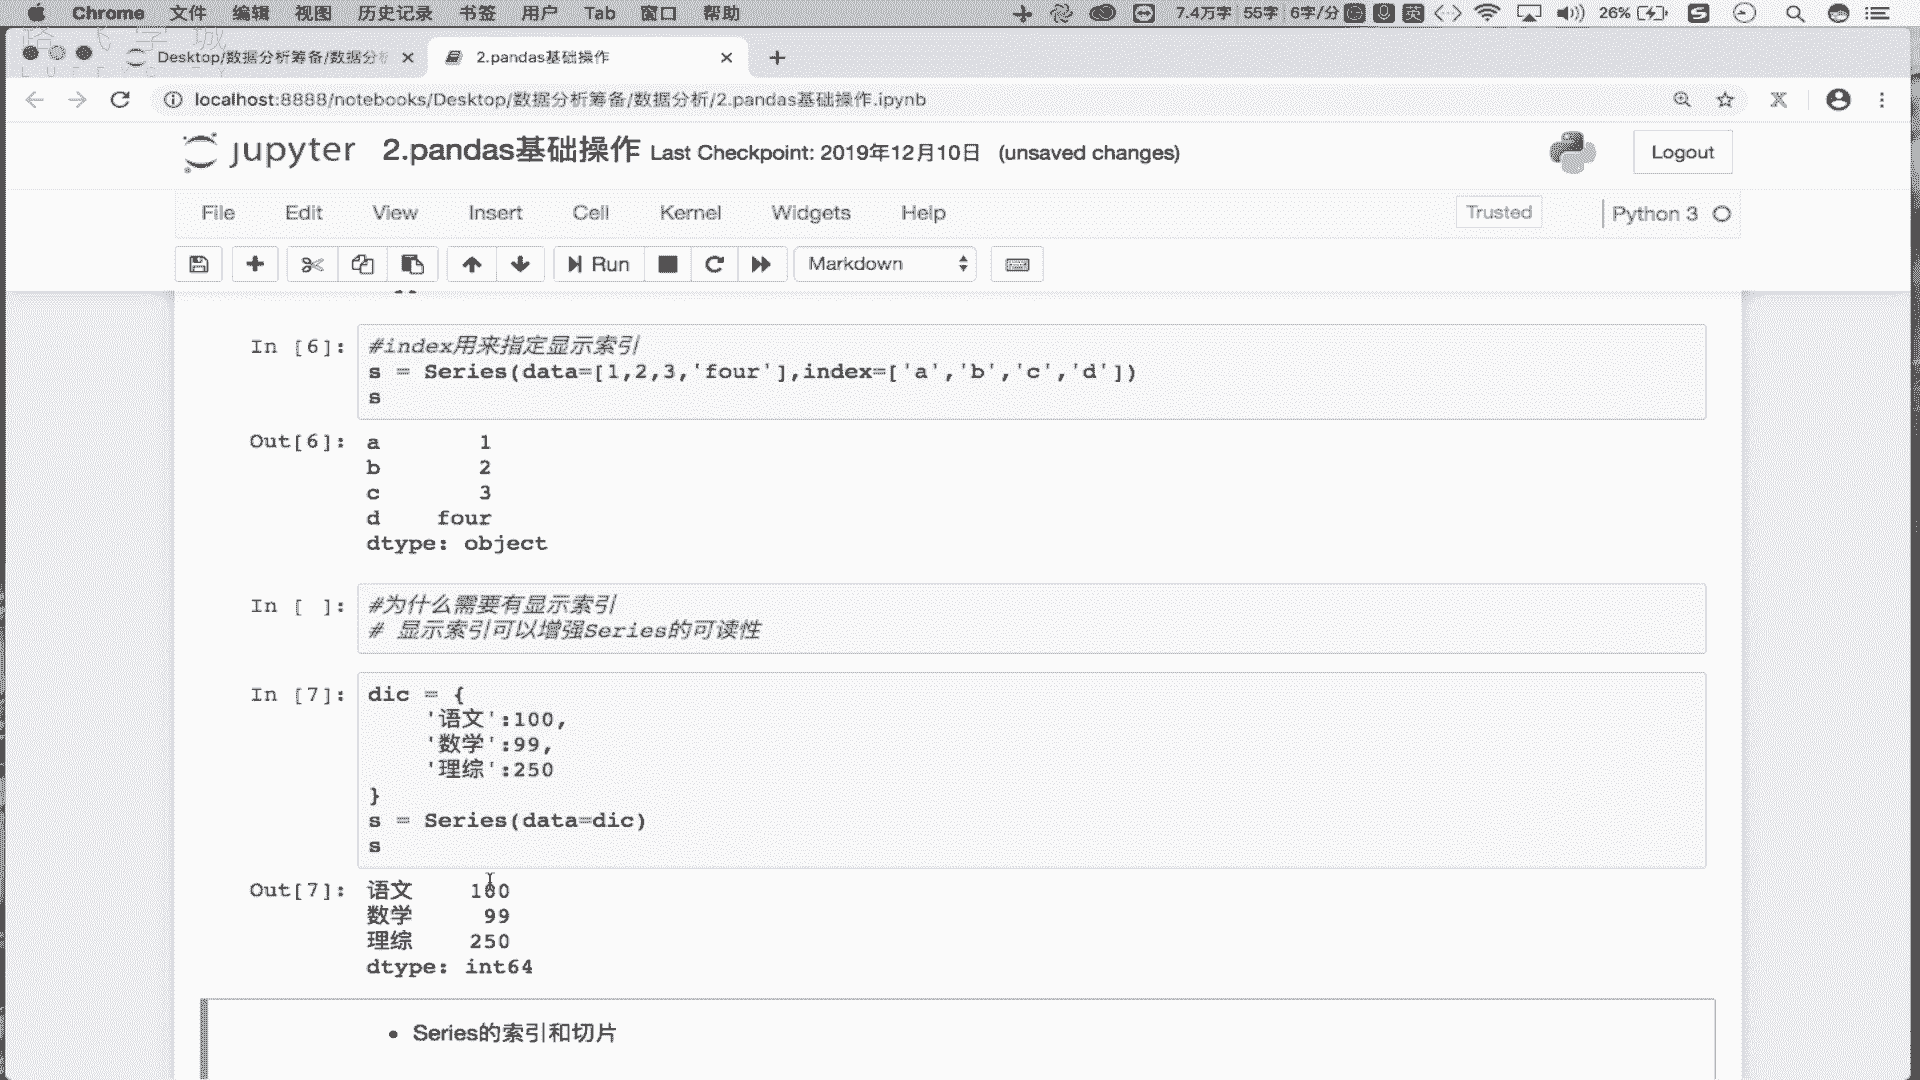 Chrome 文件 编辑 视图 历史记录 书签 用户 Tab 窗口 帮助 7.4万字 55字 6字/分 英 26%
Desktop/数据分析筹备/数据分析 2.pandas基础操作
localhost:8888/notebooks/Desktop/数据分析筹备/数据分析/2.pandas基础操作.ipynb
jupyter 2.pandas基础操作 Last Checkpoint: 2019年12月10日 (unsaved changes) Logout
File Edit View Insert Cell Kernel Widgets Help Trusted Python 3
Run Markdown
In [6]: #index用来指定显示索引
s = Series(data=[1,2,3,'four'],index=['a','b','c','d'])
s
Out[6]: a 1
b 2
c 3
d four
dtype: object
In [ ]: #为什么需要有显示索引
# 显示索引可以增强Series的可读性
In [7]: dic = {
'语文':100,
'数学':99,
'理综':250
}
s = Series(data=dic)
s
Out[7]: 语文 100
数学 99
理综 250
dtype: int64
• Series的索引和切片